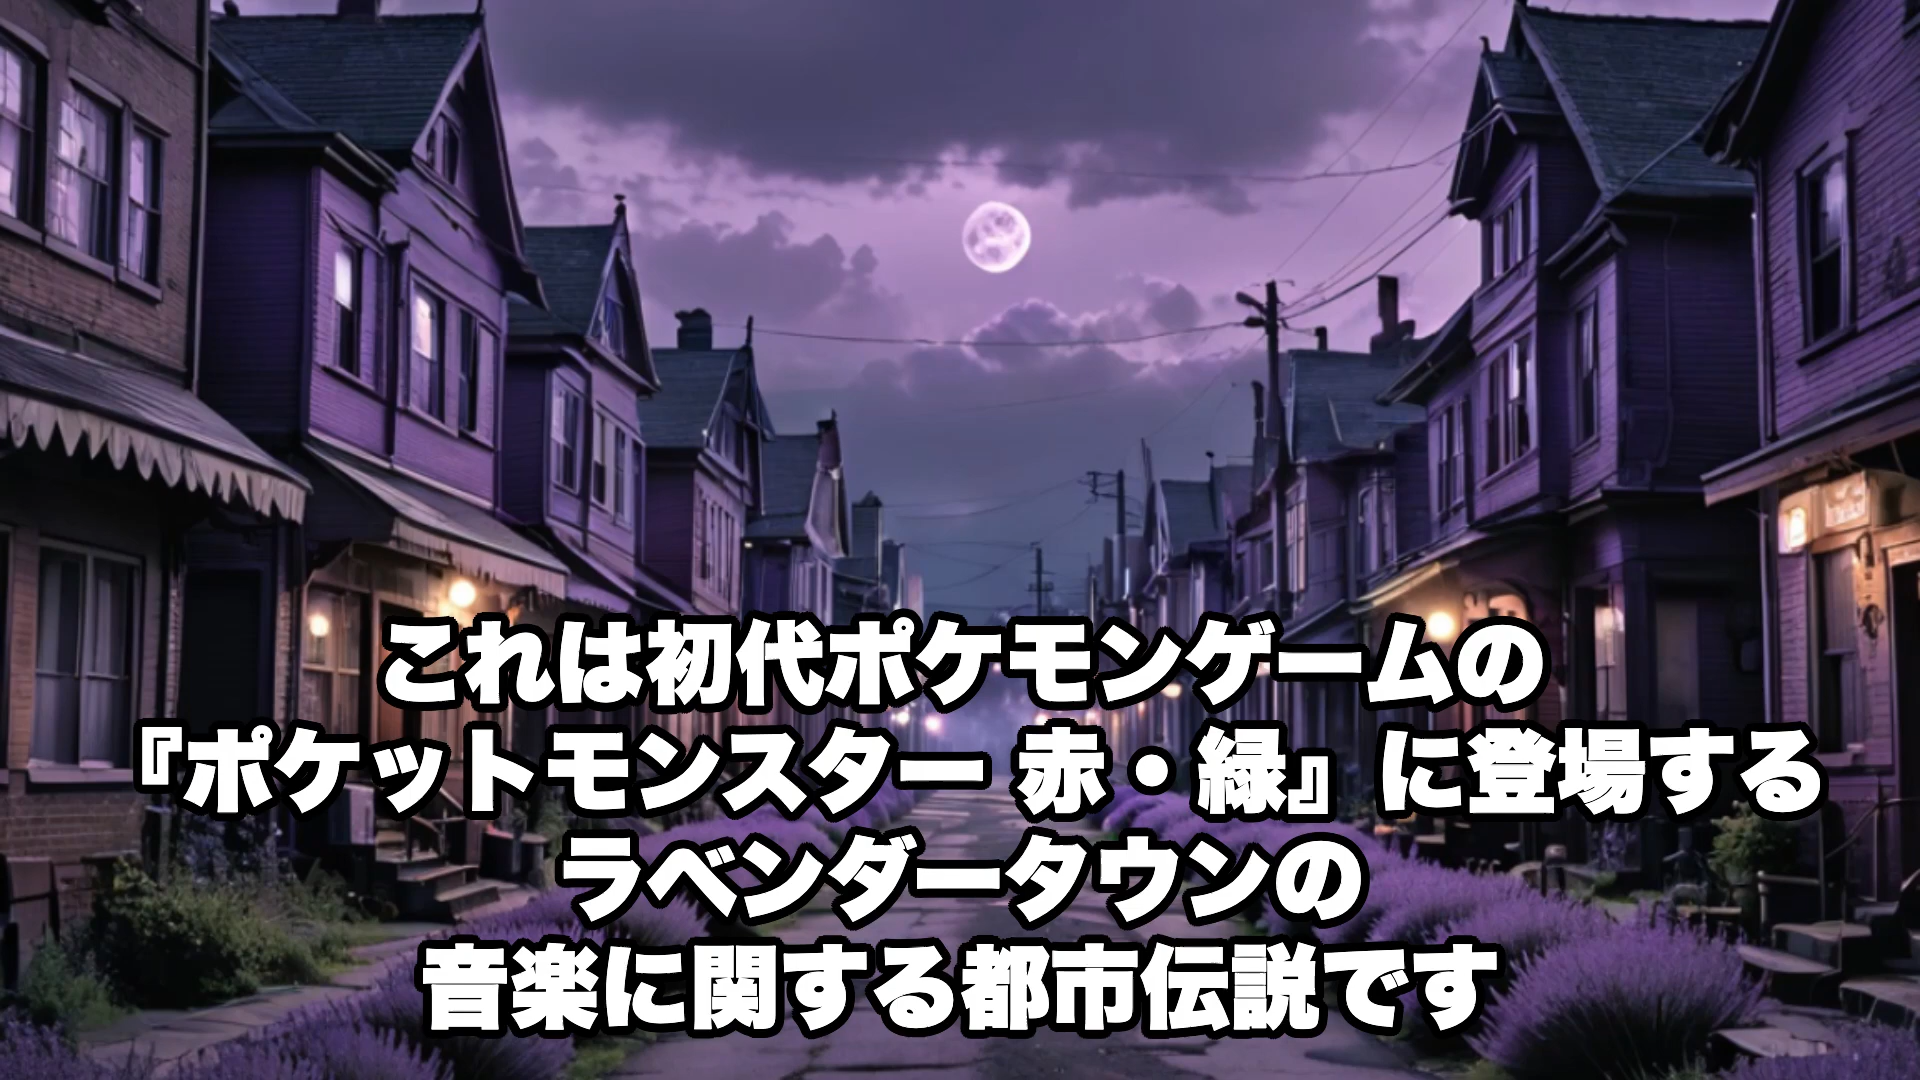 これは初代ポケモンゲームの
『ポケットモンスター 赤・緑』に登場する
ラベンダータウンの
音楽に関する都市伝説です